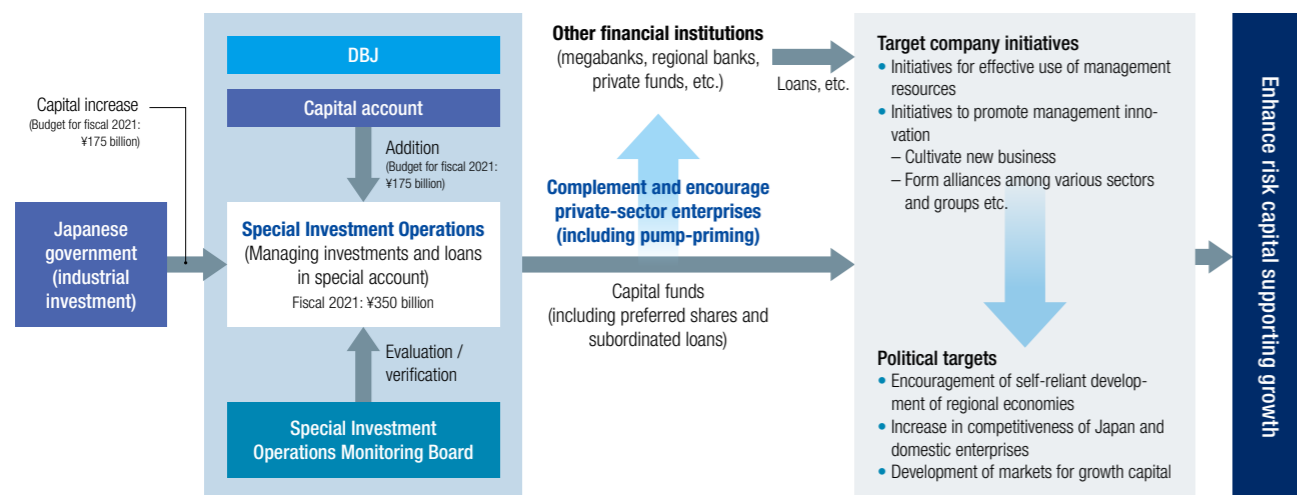 Capital increase
(Budget for fiscal 2021:
¥175 billion)
Japanese
government
(industrial
investment)
DBJ
Capital account
Addition
(Budget for fiscal 2021:
¥175 billion)
Special Investment Operations
(Managing investments and loans
in special account)
Fiscal 2021: ¥350 billion
Evaluation /
verification
Special Investment
Operations Monitoring Board
Other financial institutions
(megabanks, regional banks,
private funds, etc.)
Loans, etc.
Complement and encourage
private-sector enterprises
(including pump-priming)
Capital funds
(including preferred shares and
subordinated loans)
Target company initiatives
• Initiatives for effective use of management
resources
• Initiatives to promote management inno-
vation
– Cultivate new business
– Form alliances among various sectors
and groups etc.
Political targets
• Encouragement of self-reliant develop-
ment of regional economies
• Increase in competitiveness of Japan and
domestic enterprises
• Development of markets for growth capital
Enhance risk capital supporting growth